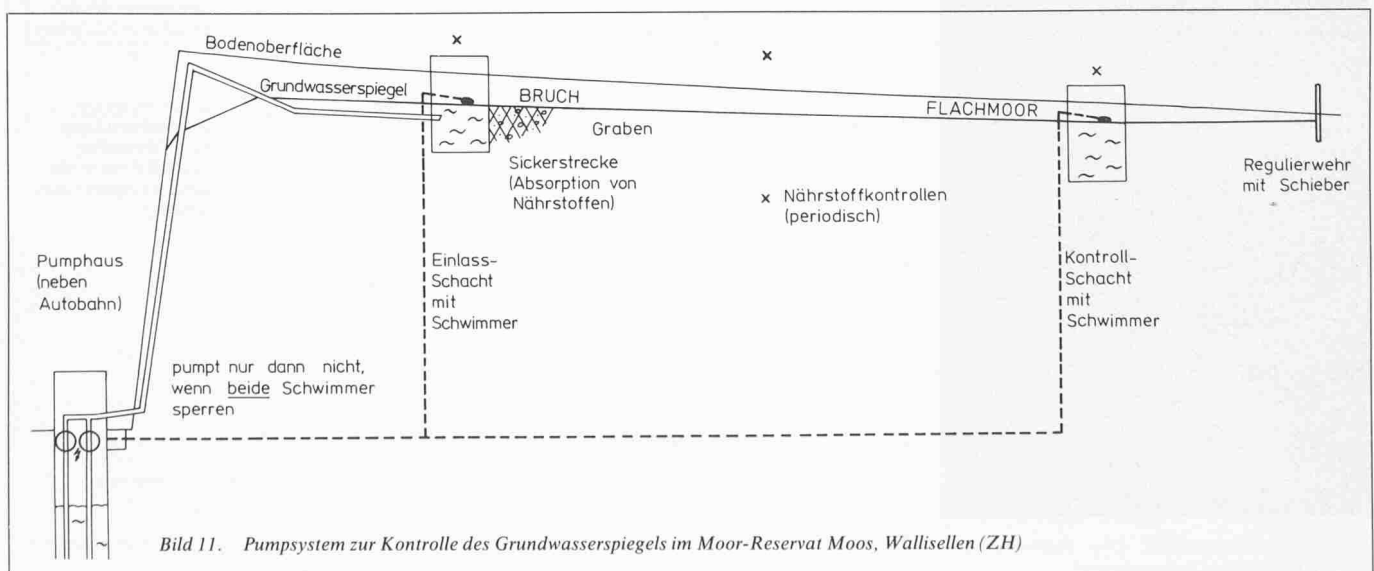 Bodenoberfläche
Grundwasserspiegel
BRUCH
Graben
FLACHMOOR
Sickerstrecke
(Absorption von
Nährstoffen)
x Nährstoffkontrollen
(periodisch)
Regulierwehr
mit Schieber
Pumphaus
(neben
Autobahn)
Einlass-
Schacht
mit
Schwimmer
Kontroll-
Schacht
mit
Schwimmer
pumpt nur dann nicht,
wenn beide Schwimmer
sperren
Bild 11. Pumpsystem zur Kontrolle des Grundwasserspiegels im Moor-Reservat Moos, Wallisellen (ZH)